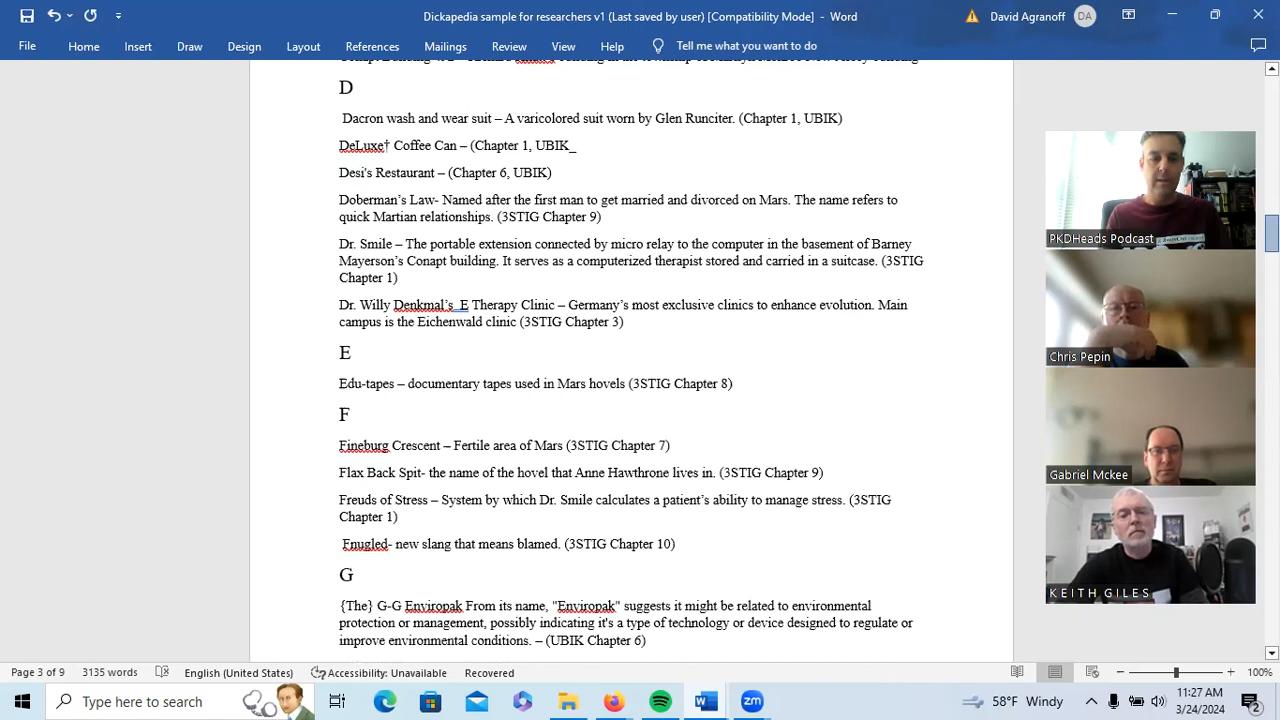 Dickapedia sample for researchers v1 (Last saved by user) [Compatibility Mode] - Word
David Agranoff
DA
File Home Insert Draw Design Layout References Mailings Review View Help Tell me what you want to do
D
Dacron wash and wear suit – A varicolored suit worn by Glen Runciter. (Chapter 1, UBIK)
DeLuxe† Coffee Can – (Chapter 1, UBIK_
Desi's Restaurant – (Chapter 6, UBIK)
Doberman's Law- Named after the first man to get married and divorced on Mars. The name refers to
quick Martian relationships. (3STIG Chapter 9)
Dr. Smile – The portable extension connected by micro relay to the computer in the basement of Barney
Mayerson's Conapt building. It serves as a computerized therapist stored and carried in a suitcase. (3STIG
Chapter 1)
Dr. Willy Denkmal's E Therapy Clinic – Germany's most exclusive clinics to enhance evolution. Main
campus is the Eichenwald clinic (3STIG Chapter 3)
E
Edu-tapes – documentary tapes used in Mars hovels (3STIG Chapter 8)
F
Fineburg Crescent – Fertile area of Mars (3STIG Chapter 7)
Flax Back Spit- the name of the hovel that Anne Hawthrone lives in. (3STIG Chapter 9)
Freuds of Stress – System by which Dr. Smile calculates a patient's ability to manage stress. (3STIG
Chapter 1)
Fnugled- new slang that means blamed. (3STIG Chapter 10)
G
{The} G-G Enviropak From its name, "Enviropak" suggests it might be related to environmental
protection or management, possibly indicating it's a type of technology or device designed to regulate or
improve environmental conditions. – (UBIK Chapter 6)
PKDHeads Podcast
Chris Pepin
Gabriel Mckee
KEITH GILES
Page 3 of 9 3135 words English (United States) Accessibility: Unavailable Recovered 100%
Type here to search
58°F Windy
11:27 AM
3/24/2024
2